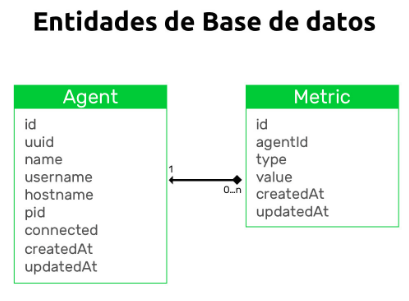 Entidades de Base de datos
Agent
id
uuid
name
username
hostname
pid
connected
createdAt
updatedAt
1
0...n
Metric
id
agentId
type
value
createdAt
updatedAt